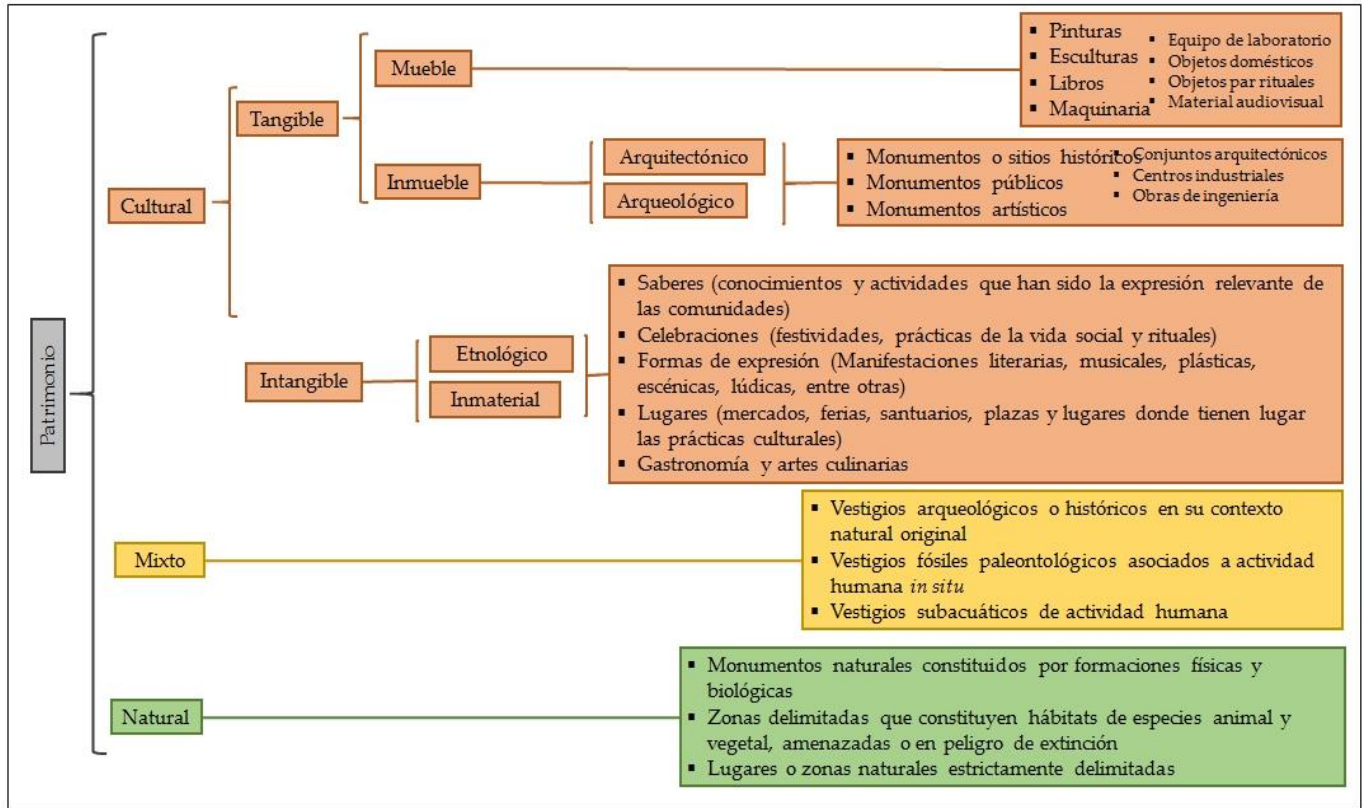 Patrimonio
Cultural
Tangible
Mueble
▪ Pinturas
▪ Esculturas
▪ Libros
▪ Maquinaria
▪ Equipo de laboratorio
▪ Objetos domésticos
▪ Objetos par rituales
▪ Material audiovisual
Inmueble
Arquitectónico
Arqueológico
▪ Monumentos o sitios históricos
▪ Monumentos públicos
▪ Monumentos artísticos
▪ Conjuntos arquitectónicos
▪ Centros industriales
▪ Obras de ingeniería
Intangible
Etnológico
Inmaterial
▪ Saberes (conocimientos y actividades que han sido la expresión relevante de
las comunidades)
▪ Celebraciones (festividades, prácticas de la vida social y rituales)
▪ Formas de expresión (Manifestaciones literarias, musicales, plásticas,
escénicas, lúdicas, entre otras)
▪ Lugares (mercados, ferias, santuarios, plazas y lugares donde tienen lugar
las prácticas culturales)
▪ Gastronomía y artes culinarias
Mixto
▪ Vestigios arqueológicos o históricos en su contexto
natural original
▪ Vestigios fósiles paleontológicos asociados a actividad
humana in situ
▪ Vestigios subacuáticos de actividad humana
Natural
▪ Monumentos naturales constituidos por formaciones físicas y
biológicas
▪ Zonas delimitadas que constituyen hábitats de especies animal y
vegetal, amenazadas o en peligro de extinción
▪ Lugares o zonas naturales estrictamente delimitadas